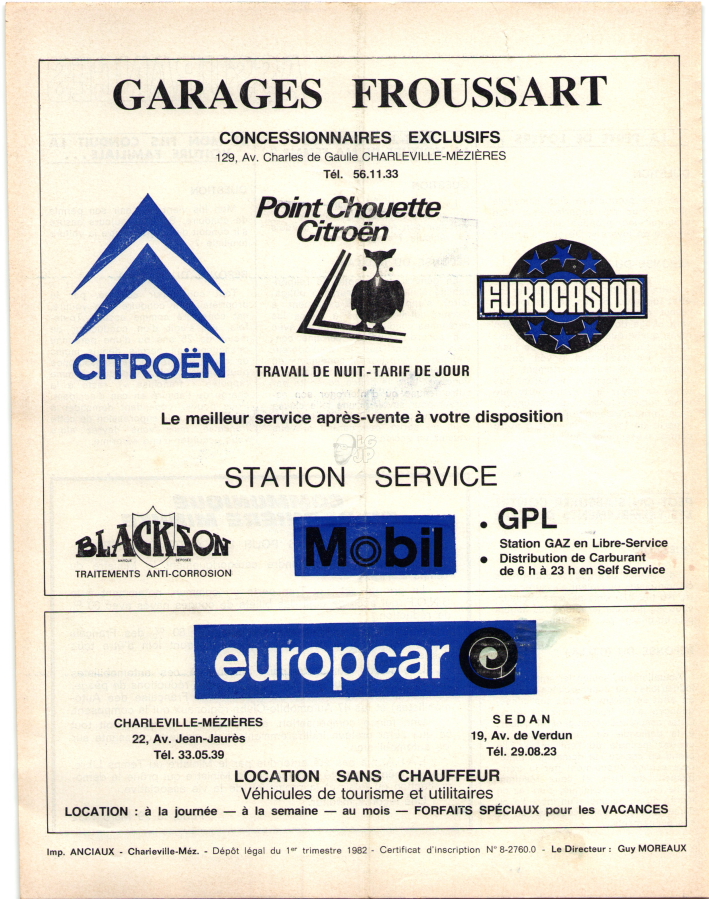 GARAGES FROUSSART
CONCESSIONNAIRES EXCLUSIFS
129, Av. Charles de Gaulle CHARLEVILLE-MÉZIÈRES
Tél. 56.11.33
Point Chouette
Citroën
CITROËN
EUROCASION
TRAVAIL DE NUIT - TARIF DE JOUR
Le meilleur service après-vente à votre disposition
STATION SERVICE
BLACKSON
MARQUE DÉPOSÉE
TRAITEMENTS ANTI-CORROSION
Mobil
• GPL
Station GAZ en Libre-Service
• Distribution de Carburant
de 6 h à 23 h en Self Service
europcar
CHARLEVILLE-MÉZIÈRES
22, Av. Jean-Jaurès
Tél. 33.05.39
SEDAN
19, Av. de Verdun
Tél. 29.08.23
LOCATION SANS CHAUFFEUR
Véhicules de tourisme et utilitaires
LOCATION : à la journée — à la semaine — au mois — FORFAITS SPÉCIAUX pour les VACANCES
Imp. ANCIAUX - Charleville-Méz. - Dépôt légal du 1er trimestre 1982 - Certificat d'inscription N° 8-2760.0 - Le Directeur : Guy MOREAUX